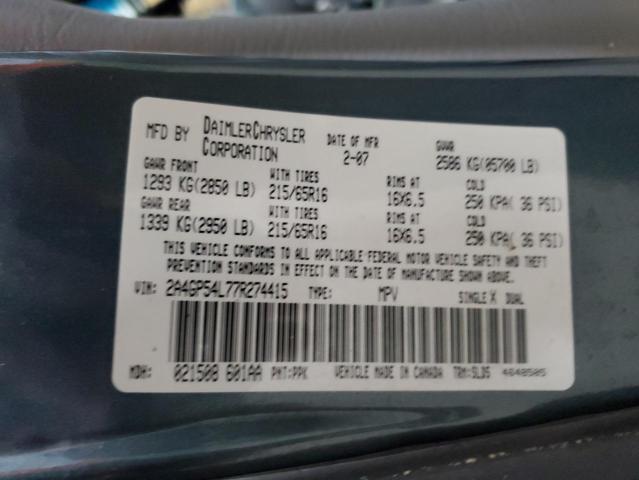 MFD BY DAIMLERCHRYSLER CORPORATION DATE OF MFR 2-07 GVWR 2586 KG(05700 LB)
GAWR FRONT WITH TIRES RIMS AT COLD
1293 KG(2850 LB) 215/65R16 16X6.5 250 KPA( 36 PSI)
GAWR REAR WITH TIRES RIMS AT COLD
1339 KG(2950 LB) 215/65R16 16X6.5 250 KPA( 36 PSI)
THIS VEHICLE CONFORMS TO ALL APPLICABLE FEDERAL MOTOR VEHICLE SAFETY AND THEFT
PREVENTION STANDARDS IN EFFECT ON THE DATE OF MANUFACTURE SHOWN ABOVE.
VIN: 2A4GP54L77R274415 TYPE: MPV SINGLE X DUAL
MDH: 021508 601AA PNT:PPK VEHICLE MADE IN CANADA TRM:SLD5 4648505